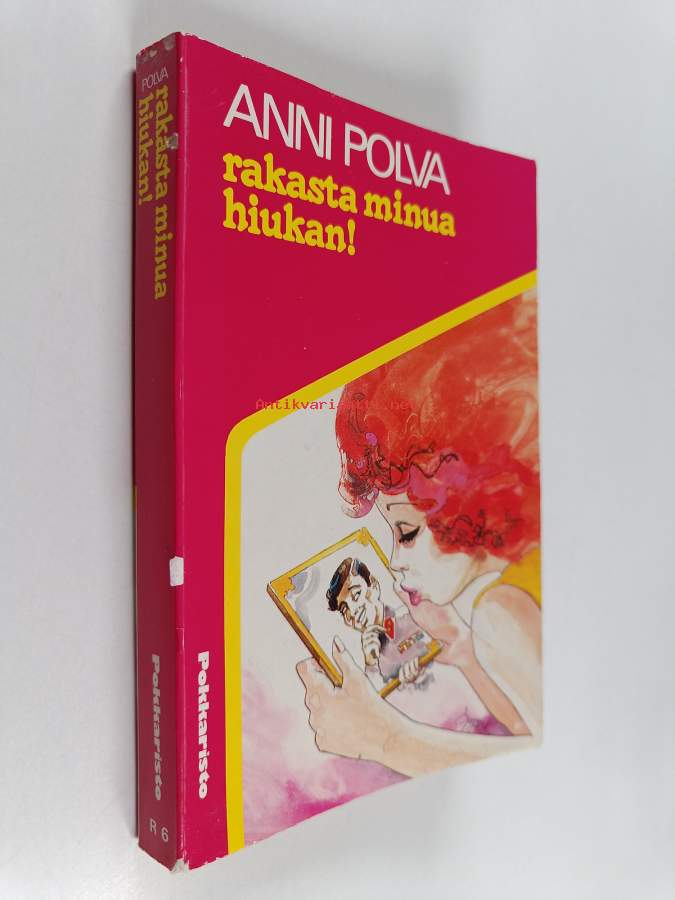 POLVA
rakasta minua
hiukan!
Pokkaristo
R 6
ANNI POLVA
rakasta minua
hiukan!
Antikvariaatti.net
Pokkaristo